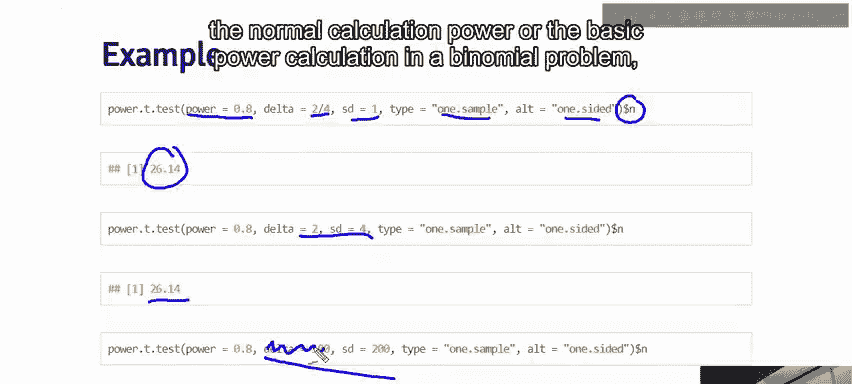 the normal calculation power or the basic
Example power calculation in a binomial problem,
power.t.test(power = 0.8, delta = 2/4, sd = 1, type = "one.sample", alt = "one.sided")$n
## [1] 26.14
power.t.test(power = 0.8, delta = 2, sd = 4, type = "one.sample", alt = "one.sided")$n
## [1] 26.14
power.t.test(power = 0.8, sd = 200, type = "one.sample", alt = "one.sided")$n